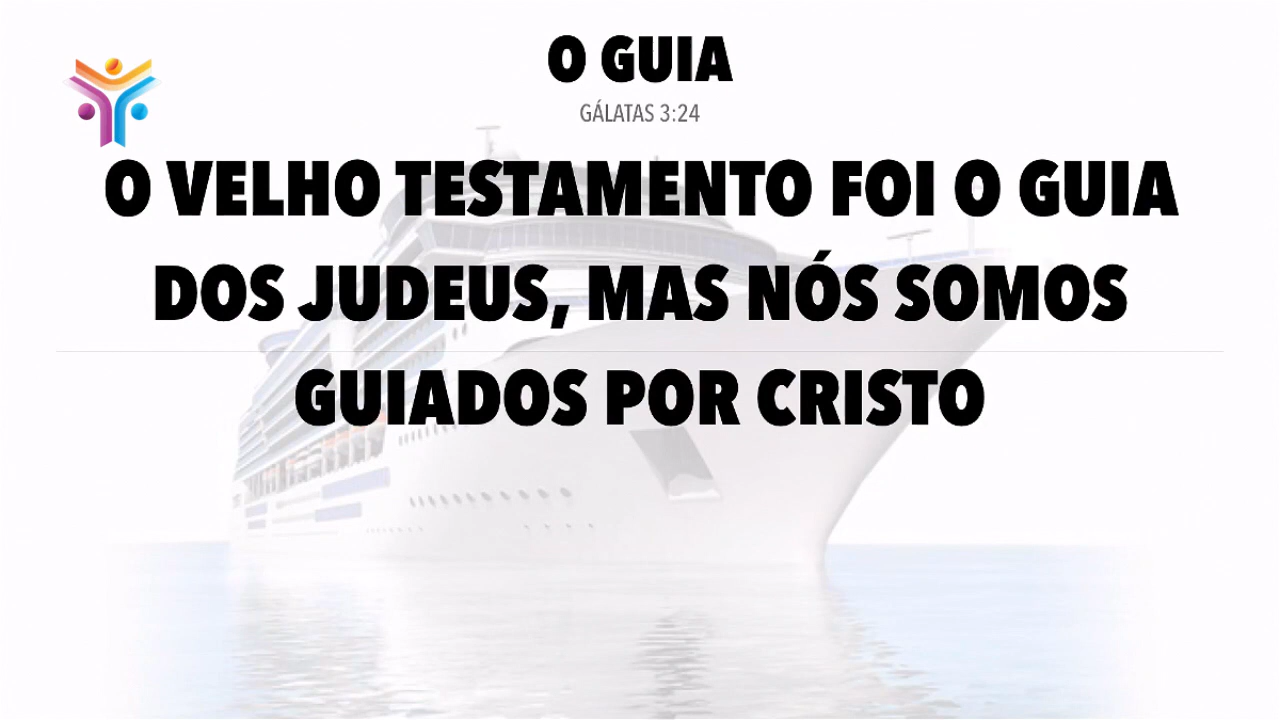 O GUIA
GÁLATAS 3:24
O VELHO TESTAMENTO FOI O GUIA
DOS JUDEUS, MAS NÓS SOMOS
GUIADOS POR CRISTO